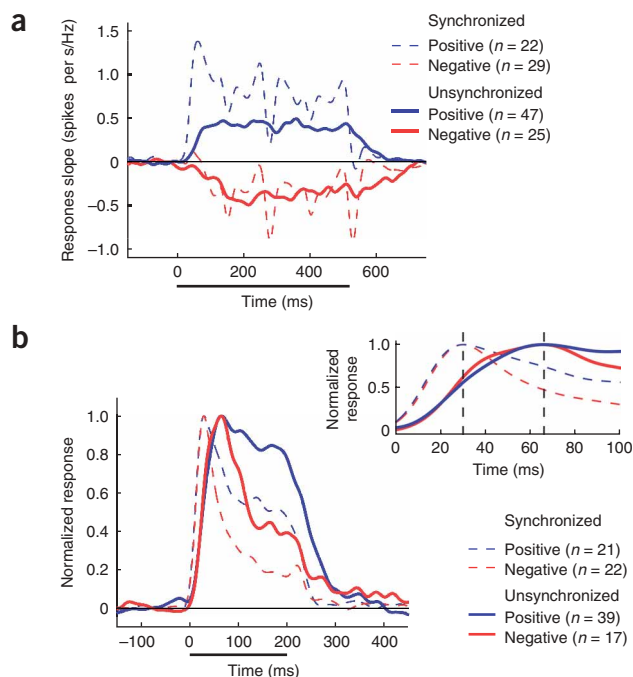 a
Respones slope (spikes per s/Hz)
1.5
1.0
0.5
0
−0.5
−1.0
0
200
400
600
Time (ms)
Synchronized
Positive (n = 22)
Negative (n = 29)
Unsynchronized
Positive (n = 47)
Negative (n = 25)
b
Normalized response
1.0
0.8
0.6
0.4
0.2
0
−100
0
100
200
300
400
Time (ms)
Normalized
response
1.0
0.5
0
20
40
60
80
100
Time (ms)
Synchronized
Positive (n = 21)
Negative (n = 22)
Unsynchronized
Positive (n = 39)
Negative (n = 17)